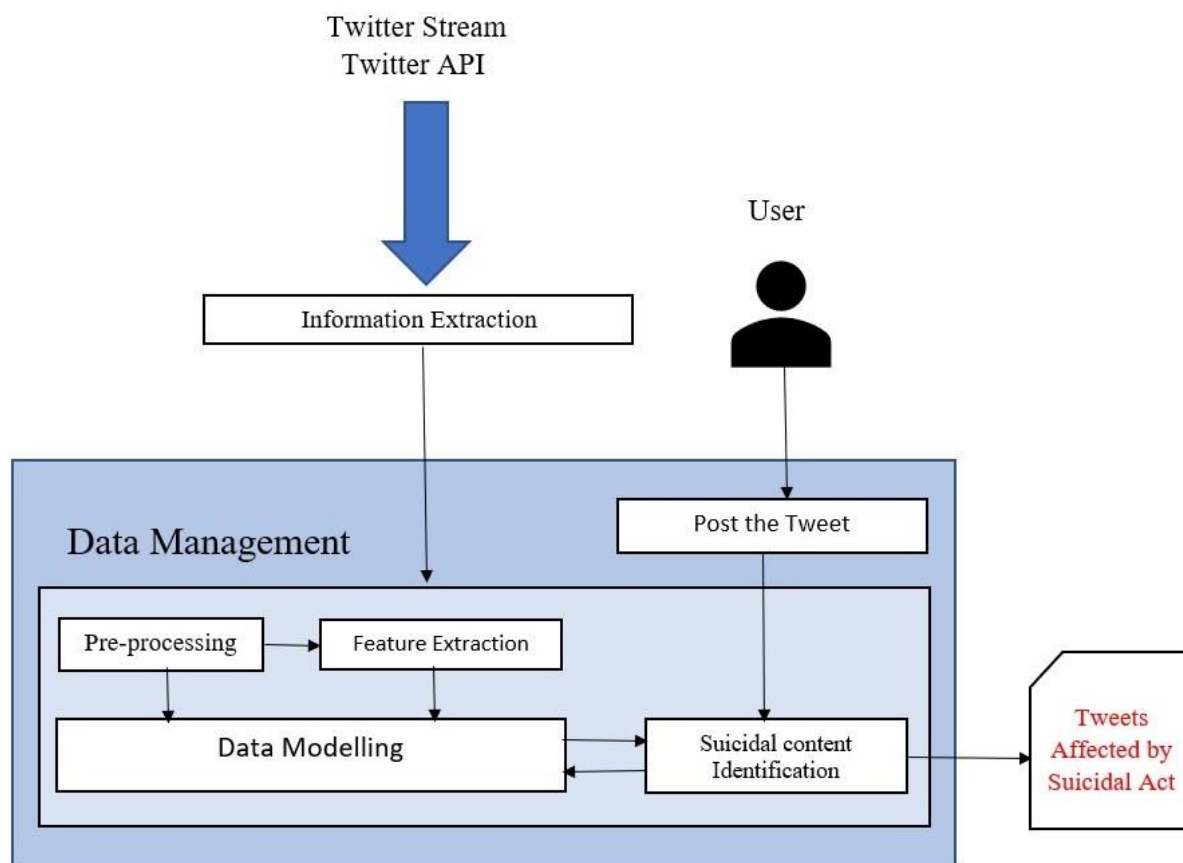 Twitter Stream
Twitter API
User
Information Extraction
Post the Tweet
Data Management
Pre-processing
Feature Extraction
Data Modelling
Suicidal content
Identification
Tweets
Affected by
Suicidal Act